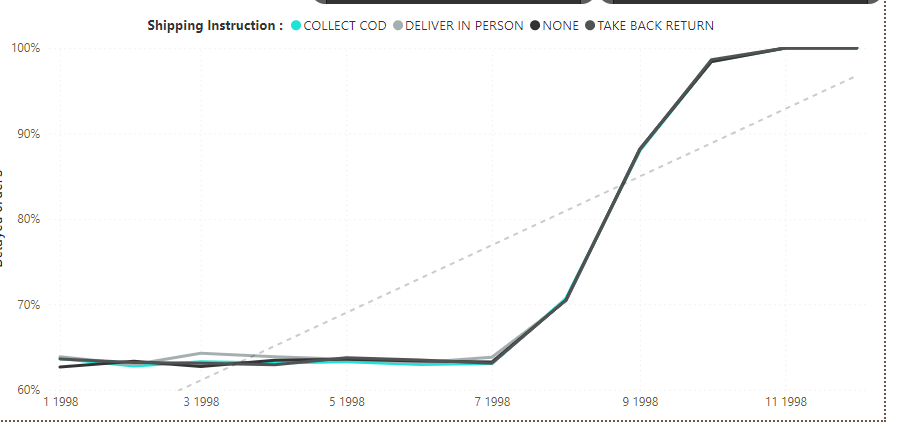 Shipping Instruction : COLLECT COD DELIVER IN PERSON NONE TAKE BACK RETURN
100%
90%
80%
70%
60%
1 1998 3 1998 5 1998 7 1998 9 1998 11 1998